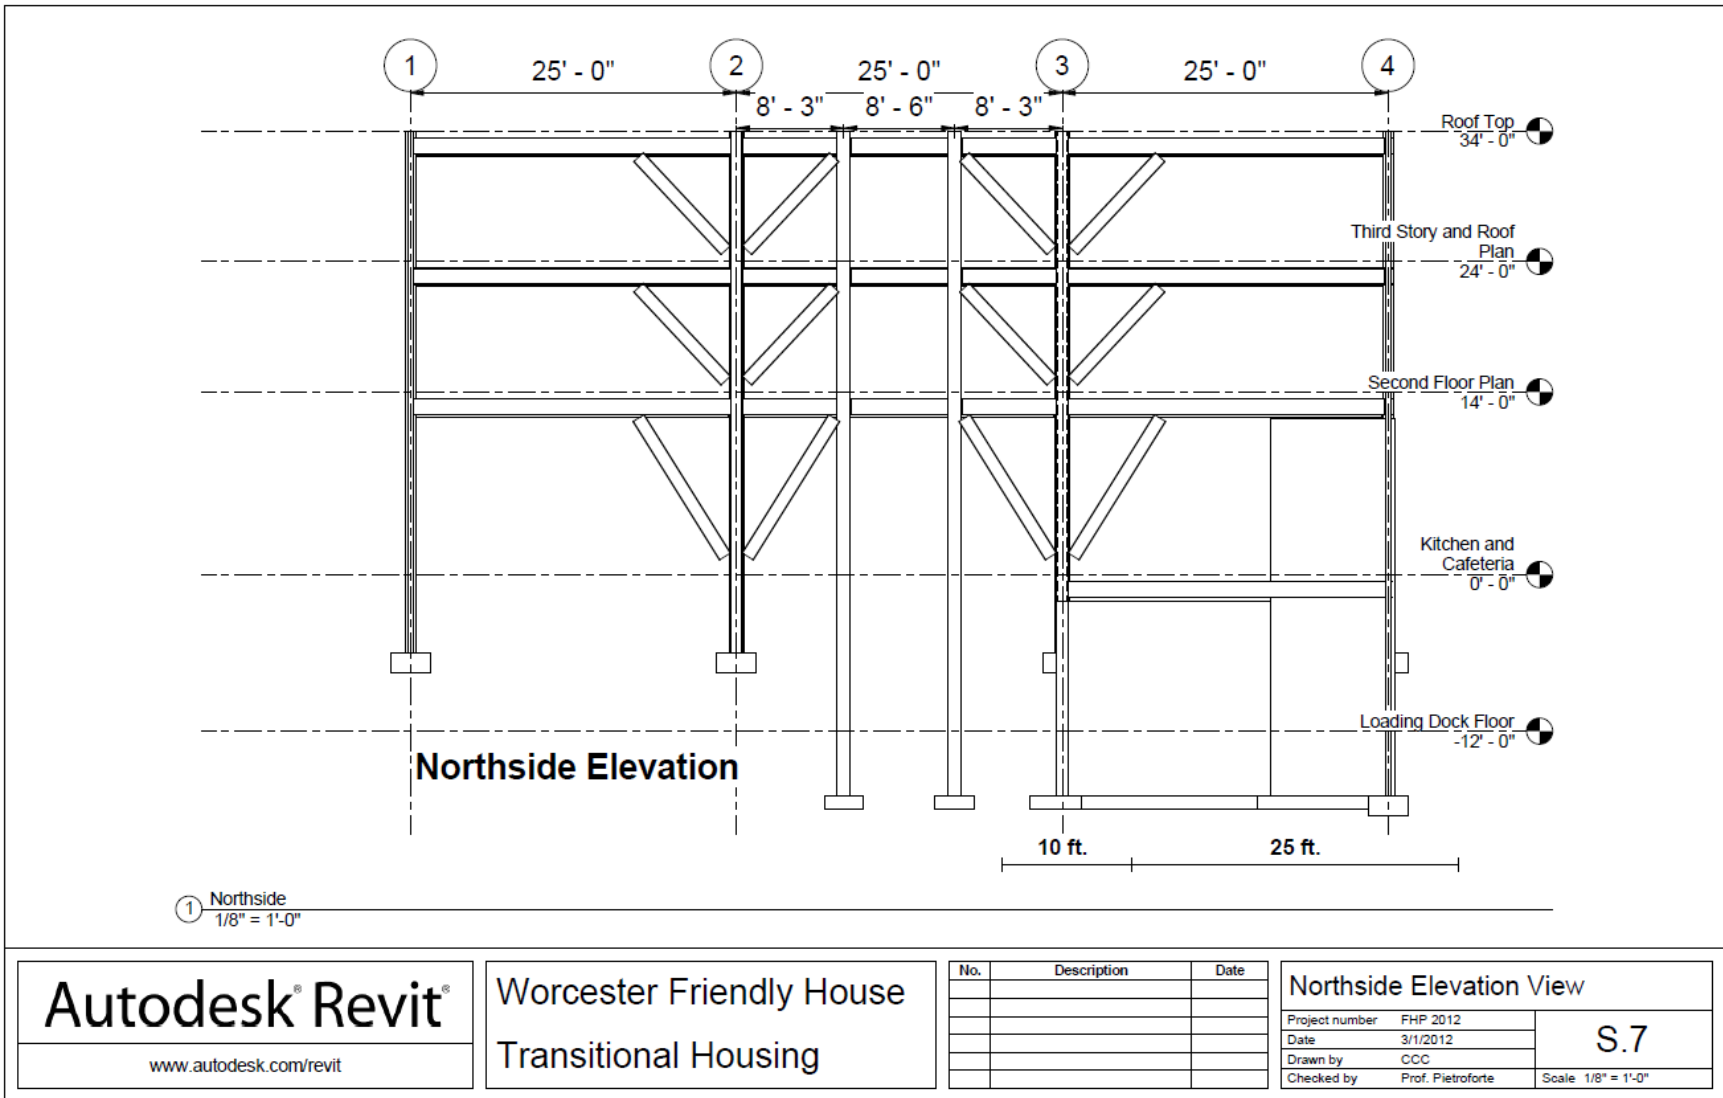 1
2
3
4
25' - 0"
25' - 0"
25' - 0"
8' - 3"
8' - 6"
8' - 3"
Roof Top
34' - 0"
Third Story and Roof
Plan
24' - 0"
Second Floor Plan
14' - 0"
Kitchen and
Cafeteria
0' - 0"
Loading Dock Floor
-12' - 0"
Northside Elevation
10 ft.
25 ft.
1
Northside
1/8" = 1'-0"
Autodesk® Revit®
www.autodesk.com/revit
Worcester Friendly House
Transitional Housing
No. Description Date
Northside Elevation View
Project number FHP 2012
Date 3/1/2012
Drawn by CCC
Checked by Prof. Pietroforte
S.7
Scale 1/8" = 1'-0"